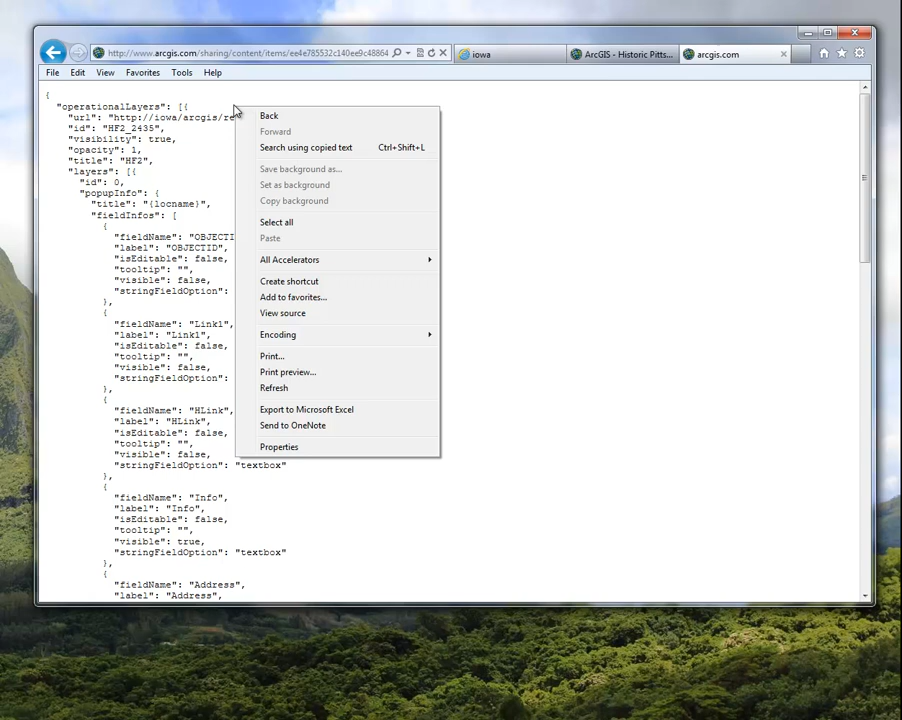 http://www.arcgis.com/sharing/content/items/ee4e785532c140ee9c48864
iowa
ArcGIS - Historic Pitts...
arcgis.com
File Edit View Favorites Tools Help
{
"operationalLayers": [{
"url": "http://iowa/arcgis/re
"id": "HF2_2435",
"visibility": true,
"opacity": 1,
"title": "HF2",
"layers": [{
"id": 0,
"popupInfo": {
"title": "{locname}",
"fieldInfos": [
{
"fieldName": "OBJECTI
"label": "OBJECTID",
"isEditable": false,
"tooltip": "",
"visible": false,
"stringFieldOption":
},
{
"fieldName": "Link1",
"label": "Link1",
"isEditable": false,
"tooltip": "",
"visible": false,
"stringFieldOption":
},
{
"fieldName": "HLink",
"label": "HLink",
"isEditable": false,
"tooltip": "",
"visible": false,
"stringFieldOption": "textbox"
},
{
"fieldName": "Info",
"label": "Info",
"isEditable": false,
"tooltip": "",
"visible": true,
"stringFieldOption": "textbox"
},
{
"fieldName": "Address",
"label": "Address",
Back
Forward
Search using copied text Ctrl+Shift+L
Save background as...
Set as background
Copy background
Select all
Paste
All Accelerators
Create shortcut
Add to favorites...
View source
Encoding
Print...
Print preview...
Refresh
Export to Microsoft Excel
Send to OneNote
Properties